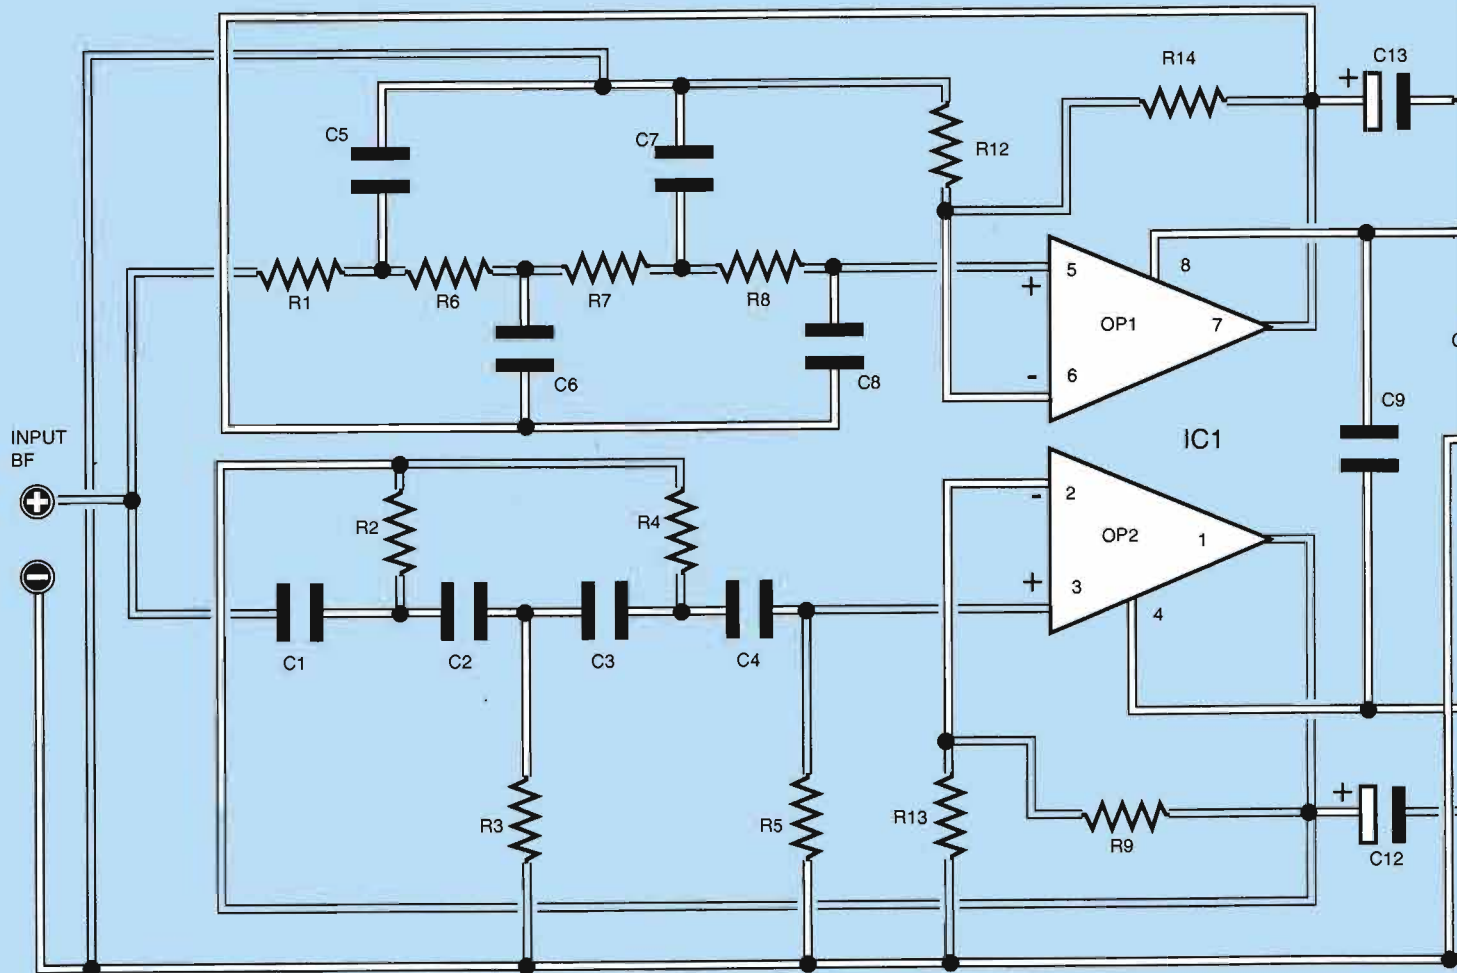 R14
+
C13
C5
C7
R12
R1
R6
R7
R8
+
5
8
OP1
7
-
6
C6
C8
C9
IC1
INPUT
BF
+
-
R2
R4
2
-
OP2
1
+
3
4
C1
C2
C3
C4
R3
R5
R13
R9
+
C12